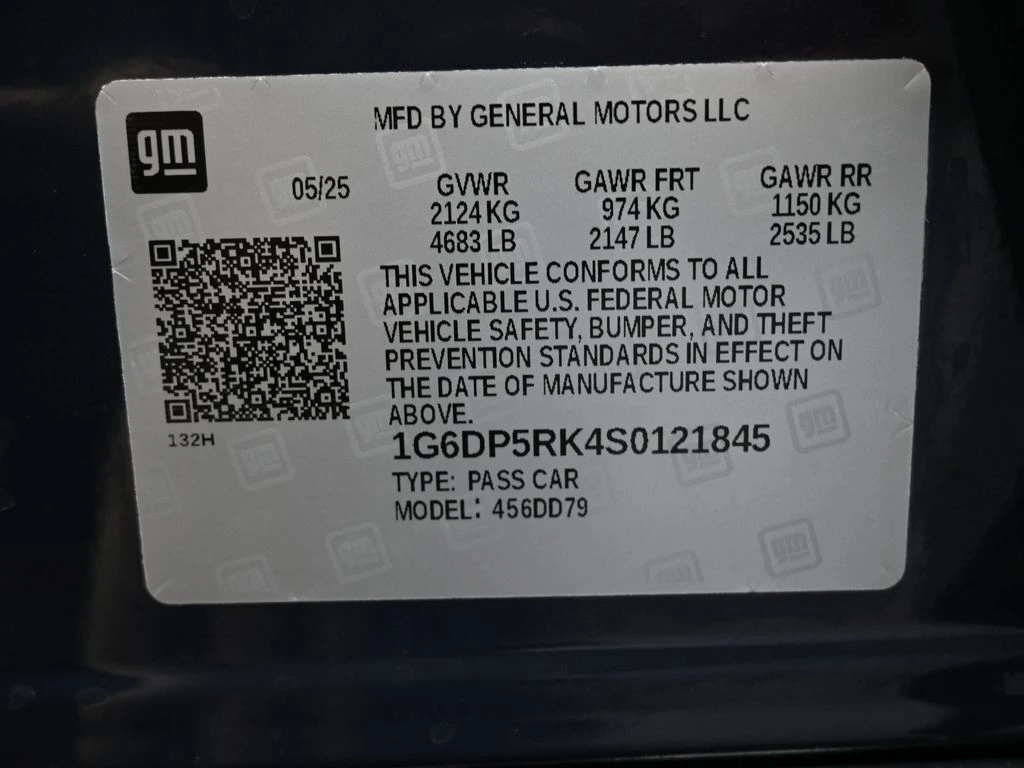 gm
MFD BY GENERAL MOTORS LLC
05/25 GVWR GAWR FRT GAWR RR
2124 KG 974 KG 1150 KG
4683 LB 2147 LB 2535 LB
THIS VEHICLE CONFORMS TO ALL
APPLICABLE U.S. FEDERAL MOTOR
VEHICLE SAFETY, BUMPER, AND THEFT
PREVENTION STANDARDS IN EFFECT ON
THE DATE OF MANUFACTURE SHOWN
ABOVE.
132H
1G6DP5RK4S0121845
TYPE: PASS CAR
MODEL: 456DD79